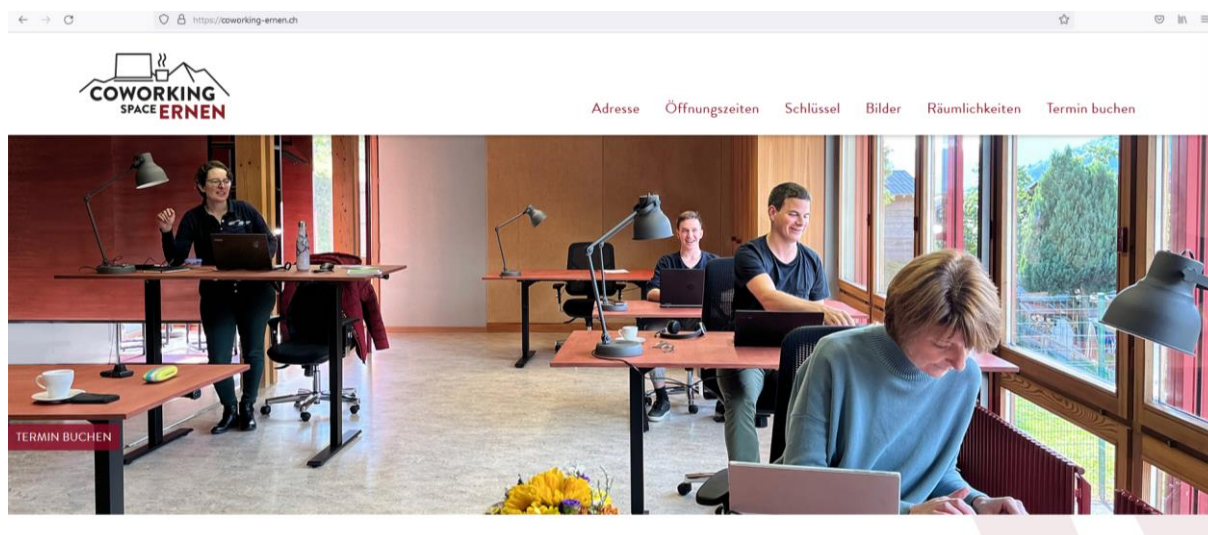 https://coworking-ernen.ch
COWORKING
SPACE ERNEN
Adresse Öffnungszeiten Schlüssel Bilder Räumlichkeiten Termin buchen
TERMIN BUCHEN